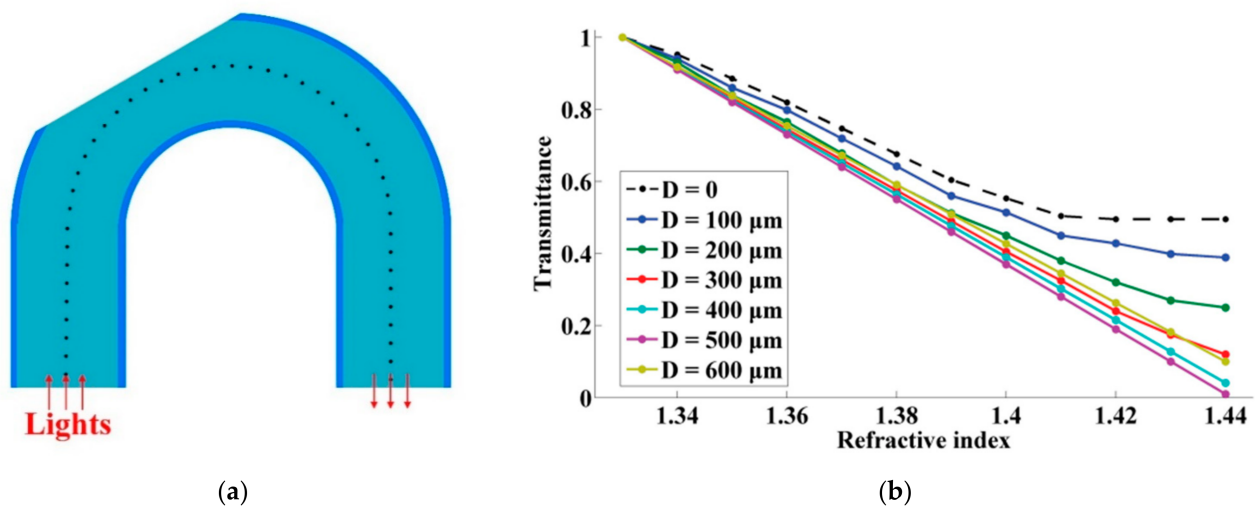 Lights
(a)
Transmittance
1
0.8
0.6
0.4
0.2
0
D = 0
D = 100 μm
D = 200 μm
D = 300 μm
D = 400 μm
D = 500 μm
D = 600 μm
1.34 1.36 1.38 1.4 1.42 1.44
Refractive index
(b)